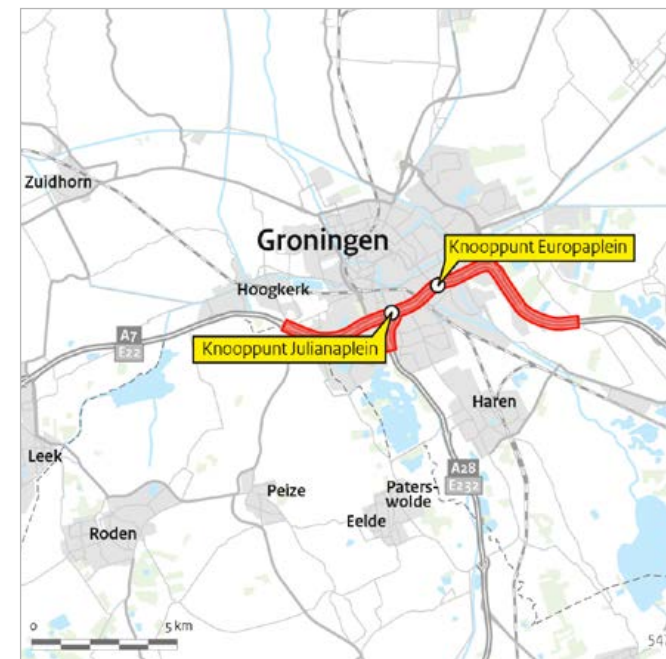 Zuidhorn
Groningen
Knooppunt Europaplein
Hoogkerk
A7
E22
Knooppunt Julianaplein
Haren
Leek
A28
E232
Peize
Paters-
wolde
Eelde
Roden
0 5 km